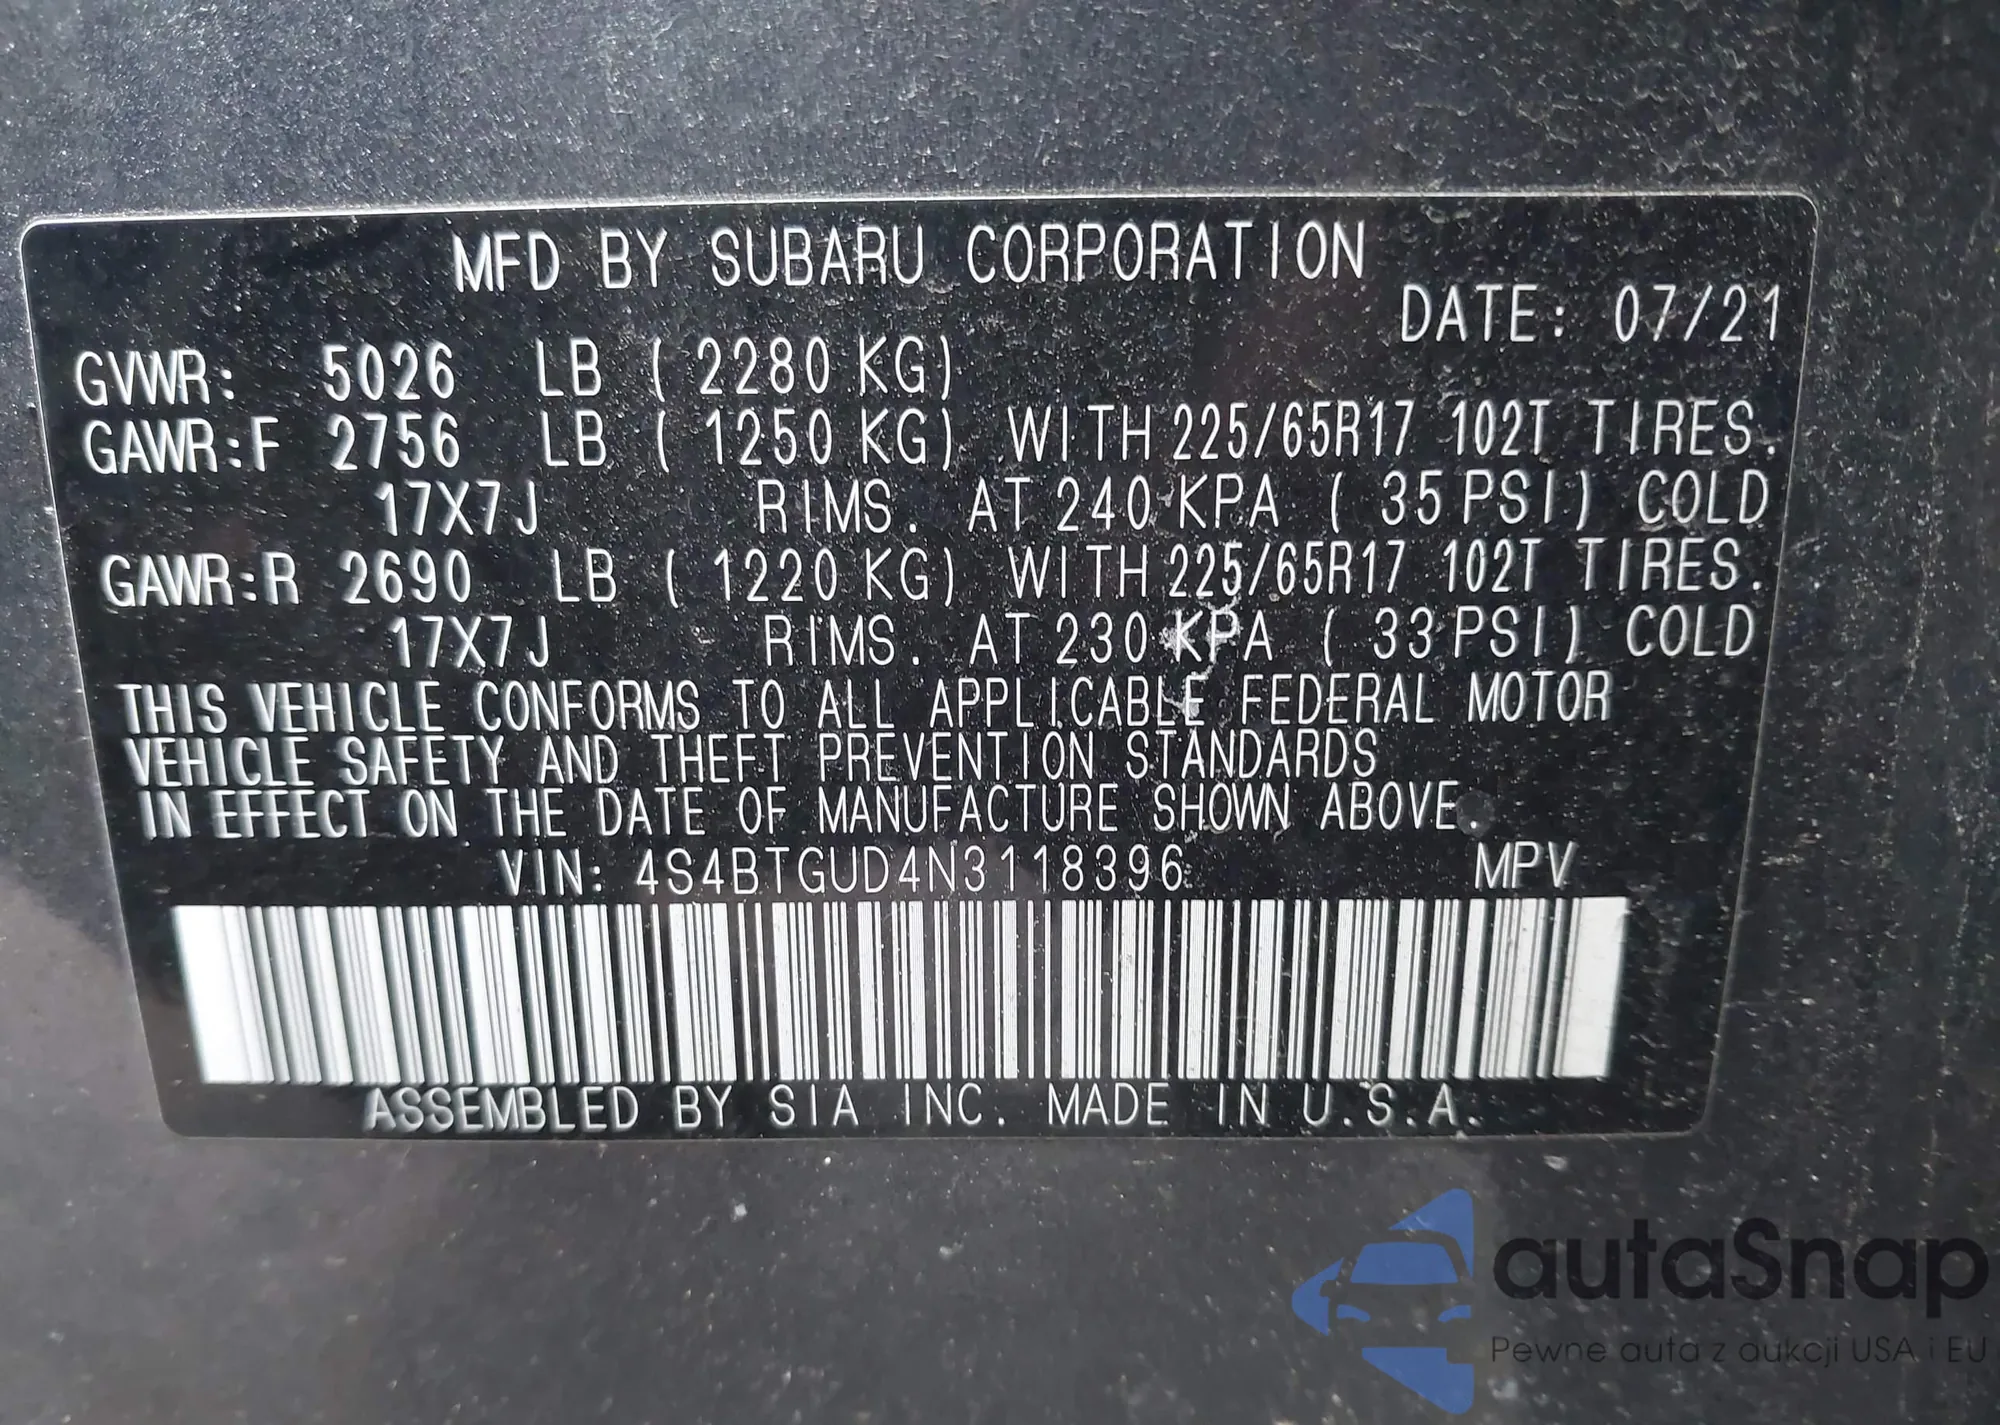 MFD BY SUBARU CORPORATION
DATE: 07/21
GVWR: 5026 LB ( 2280 KG)
GAWR:F 2756 LB ( 1250 KG) WITH 225/65R17 102T TIRES.
17X7J RIMS. AT 240 KPA ( 35 PSI) COLD
GAWR:R 2690 LB ( 1220 KG) WITH 225/65R17 102T TIRES.
17X7J RIMS. AT 230 KPA ( 33 PSI) COLD
THIS VEHICLE CONFORMS TO ALL APPLICABLE FEDERAL MOTOR
VEHICLE SAFETY AND THEFT PREVENTION STANDARDS
IN EFFECT ON THE DATE OF MANUFACTURE SHOWN ABOVE.
VIN: 4S4BTGUD4N3118396 MPV
ASSEMBLED BY SIA INC. MADE IN U.S.A.
autaSnap
Pewne auta z aukcji USA i EU